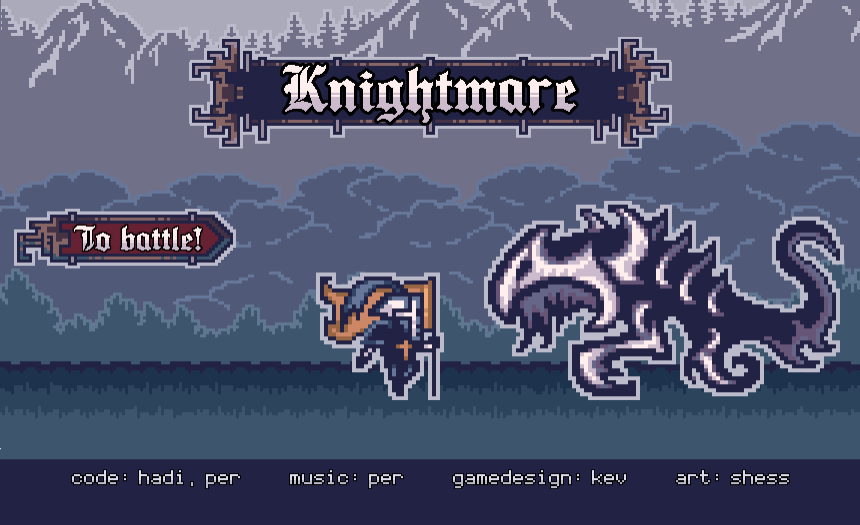 Knightmare
To battle!
code: hadi, per music: per gamedesign: kev art: shess